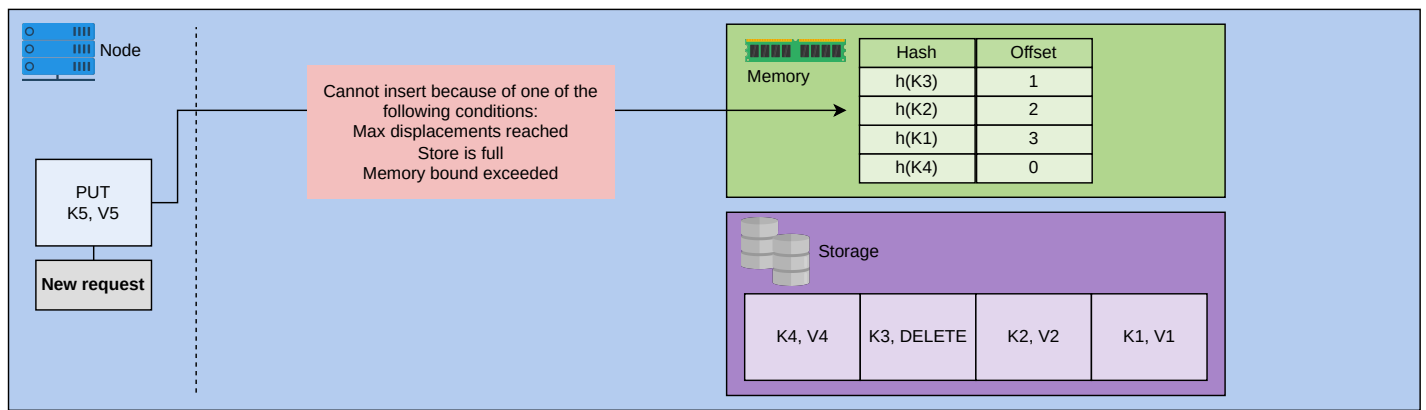 Node
PUT
K5, V5
New request
Cannot insert because of one of the
following conditions:
Max displacements reached
Store is full
Memory bound exceeded
Memory
Hash Offset
h(K3) 1
h(K2) 2
h(K1) 3
h(K4) 0
Storage
K4, V4 K3, DELETE K2, V2 K1, V1